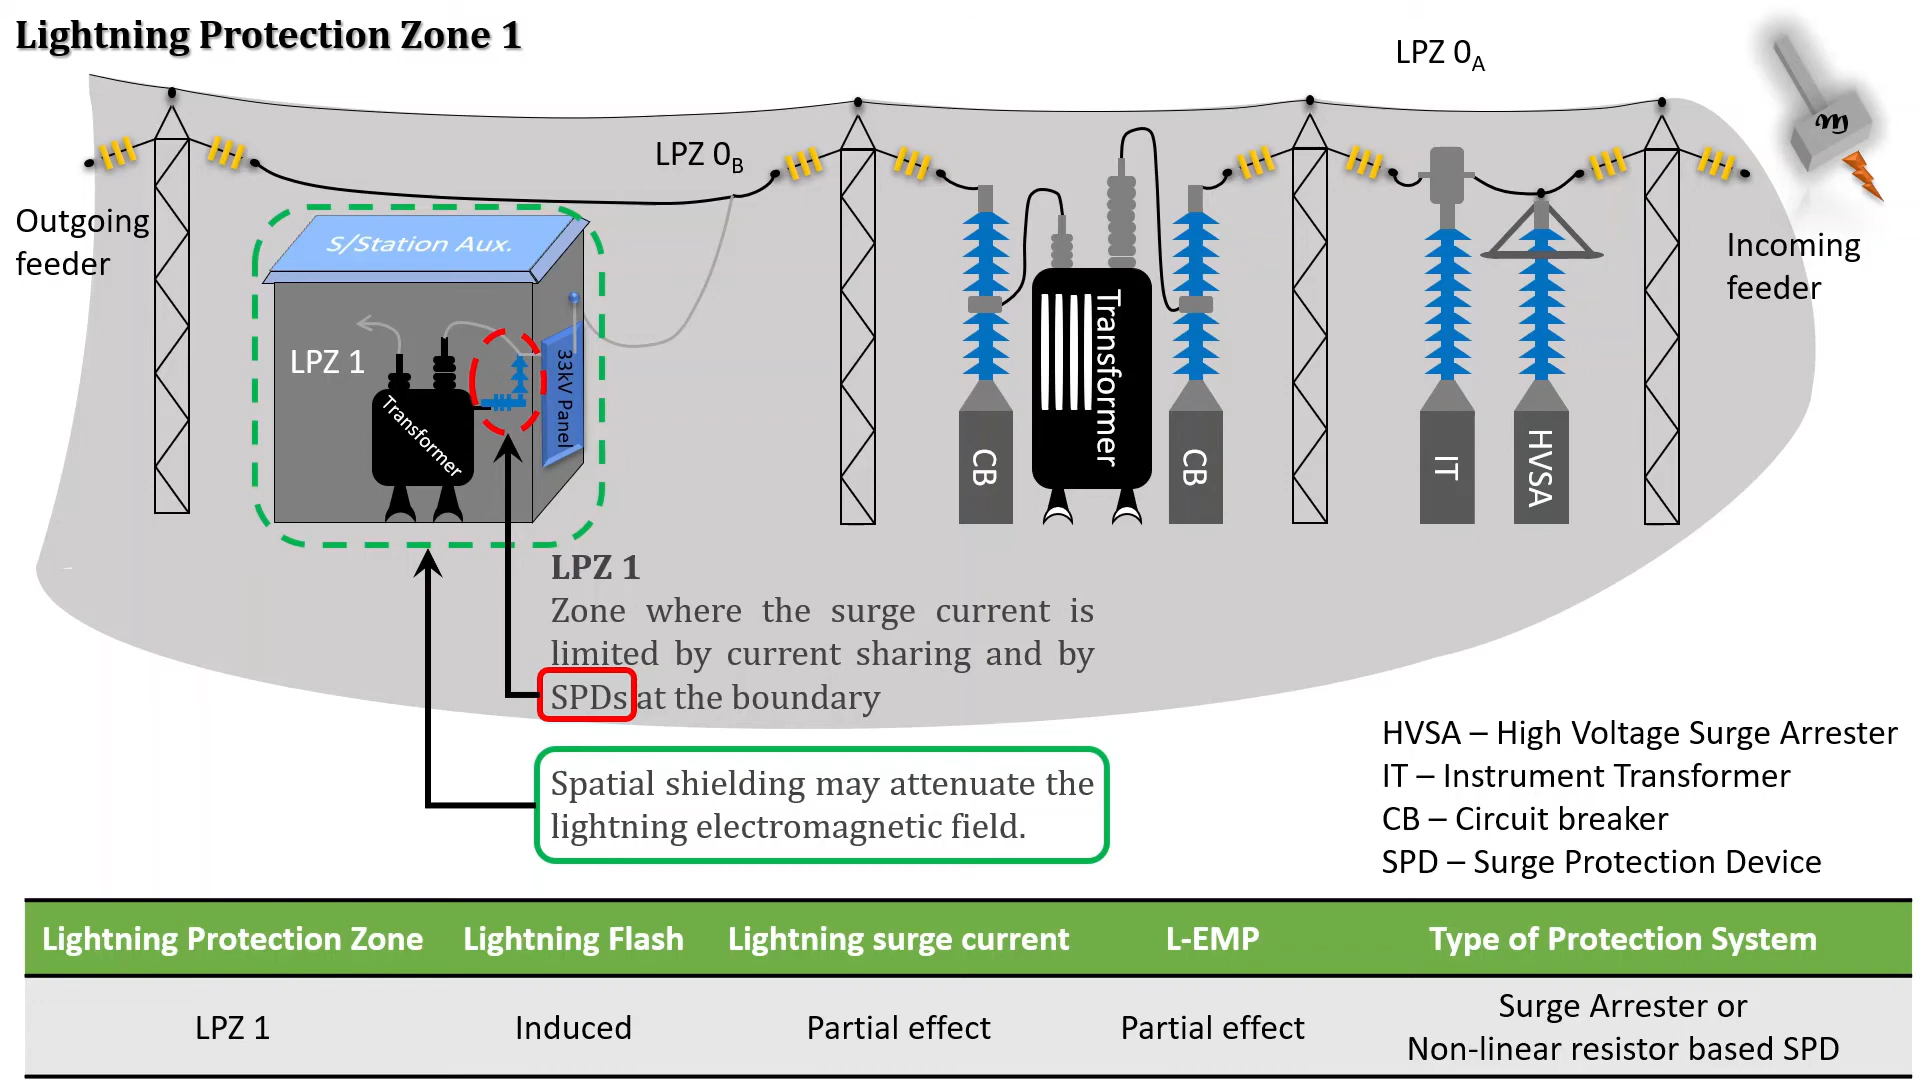 Lightning Protection Zone 1
LPZ 0A
LPZ 0B
Outgoing
feeder
S/Station Aux.
LPZ 1
Transformer
33kV Panel
CB
Transformer
CB
IT
HVSA
Incoming
feeder
LPZ 1
Zone where the surge current is
limited by current sharing and by
SPDs at the boundary
Spatial shielding may attenuate the
lightning electromagnetic field.
HVSA – High Voltage Surge Arrester
IT – Instrument Transformer
CB – Circuit breaker
SPD – Surge Protection Device
Lightning Protection Zone Lightning Flash Lightning surge current L-EMP Type of Protection System
LPZ 1 Induced Partial effect Partial effect Surge Arrester or
Non-linear resistor based SPD